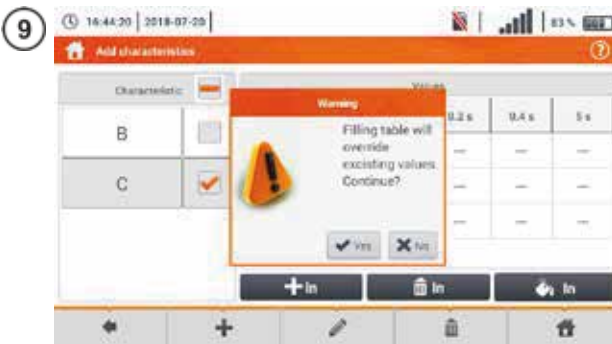 9
16:44:20 2018-07-20 83 %
Add characteristics
Characteristic Values
0.2 s 0.4 s 5 s
B --- ---
C --- ---
--- ---
Warning
Filling table will
override
excisting values.
Continue?
Yes No
In In In